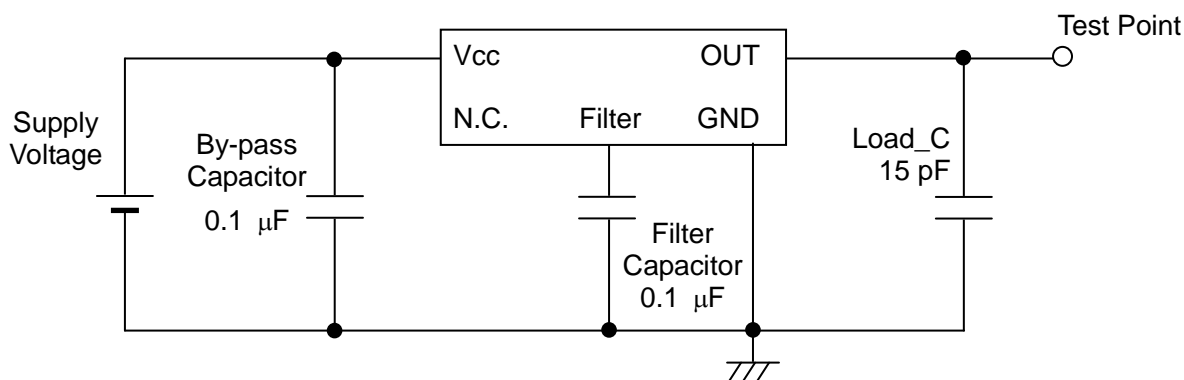 Test Point
Vcc
OUT
N.C.
Filter
GND
Supply
Voltage
By-pass
Capacitor
0.1 μF
Filter
Capacitor
0.1 μF
Load_C
15 pF